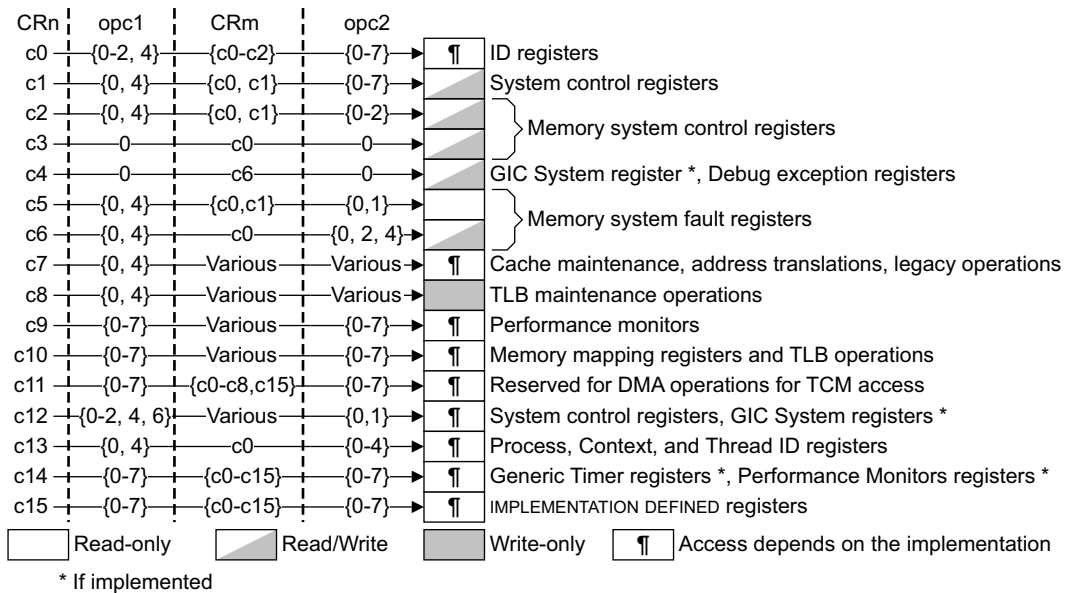 CRn opc1 CRm opc2
c0 {0-2, 4} {c0-c2} {0-7} ¶ ID registers
c1 {0, 4} {c0, c1} {0-7} System control registers
c2 {0, 4} {c0, c1} {0-2}
Memory system control registers
c3 0 c0 0
c4 0 c6 0 GIC System register *, Debug exception registers
c5 {0, 4} {c0,c1} {0,1}
Memory system fault registers
c6 {0, 4} c0 {0, 2, 4}
c7 {0, 4} Various Various ¶ Cache maintenance, address translations, legacy operations
c8 {0, 4} Various Various TLB maintenance operations
c9 {0-7} Various {0-7} ¶ Performance monitors
c10 {0-7} Various {0-7} ¶ Memory mapping registers and TLB operations
c11 {0-7} {c0-c8,c15} {0-7} ¶ Reserved for DMA operations for TCM access
c12 {0-2, 4, 6} Various {0,1} ¶ System control registers, GIC System registers *
c13 {0, 4} c0 {0-4} ¶ Process, Context, and Thread ID registers
c14 {0-7} {c0-c15} {0-7} ¶ Generic Timer registers *, Performance Monitors registers *
c15 {0-7} {c0-c15} {0-7} ¶ IMPLEMENTATION DEFINED registers
Read-only Read/Write Write-only ¶ Access depends on the implementation
* If implemented